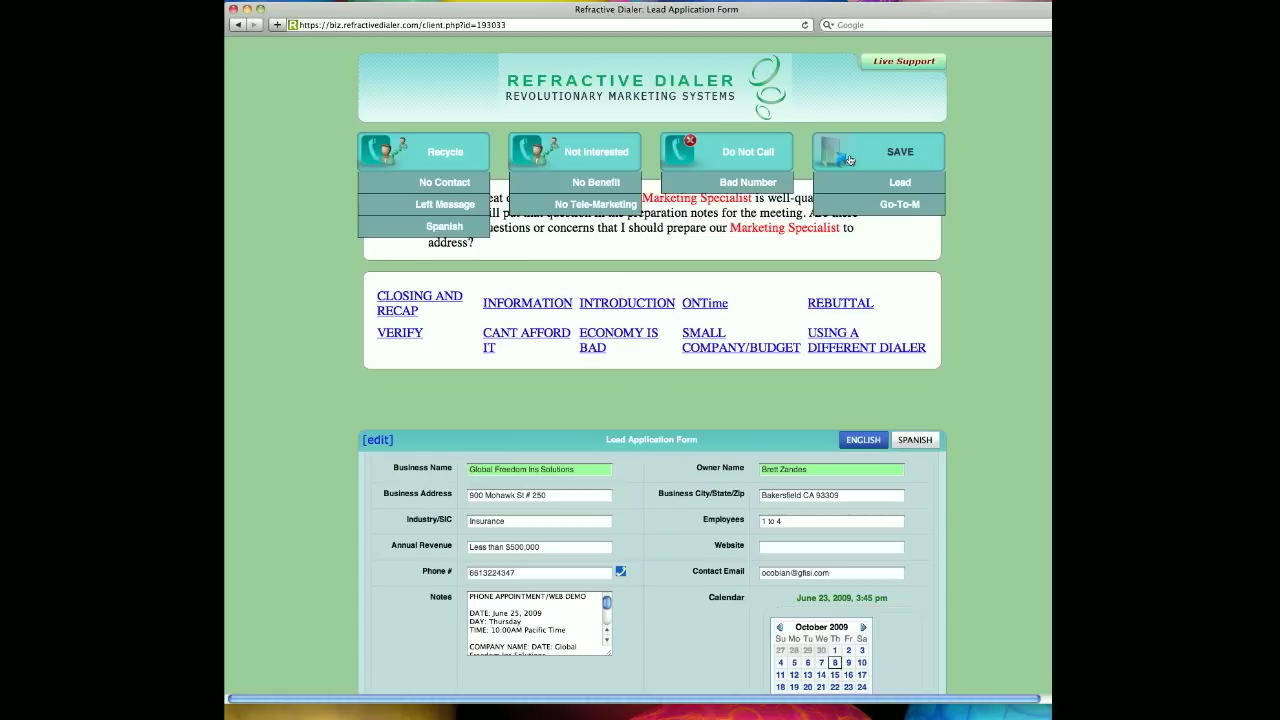 Refractive Dialer: Lead Application Form
https://biz.refractivedialer.com/client.php?id=193033
Google
Live Support
REFRACTIVE DIALER
REVOLUTIONARY MARKETING SYSTEMS
Recycle
Not Interested
Do Not Call
SAVE
No Contact
No Benefit
Bad Number
Lead
Left Message
No Tele-Marketing
Go-To-M
Spanish
Marketing Specialist is well-qua
ill put that question in the preparation notes for the meeting.
uestions or concerns that I should prepare our Marketing Specialist to
address?
CLOSING AND
RECAP
INFORMATION
INTRODUCTION
ONTime
REBUTTAL
VERIFY
CANT AFFORD
IT
ECONOMY IS
BAD
SMALL
COMPANY/BUDGET
USING A
DIFFERENT DIALER
[edit]
Lead Application Form
ENGLISH
SPANISH
Business Name
Global Freedom Ins Solutions
Owner Name
Brett Zandes
Business Address
900 Mohawk St # 250
Business City/State/Zip
Bakersfield CA 93309
Industry/SIC
Insurance
Employees
1 to 4
Annual Revenue
Less than $500,000
Website
Phone #
6613224347
Contact Email
ocobian@gfisi.com
Notes
PHONE APPOINTMENT/WEB DEMO
DATE: June 25, 2009
DAY: Thursday
TIME: 10:00AM Pacific Time
COMPANY NAME: DATE: Global
Calendar
June 23, 2009, 3:45 pm
October 2009
Su Mo Tu We Th Fr Sa
27 28 29 30 1 2 3
4 5 6 7 8 9 10
11 12 13 14 15 16 17
18 19 20 21 22 23 24